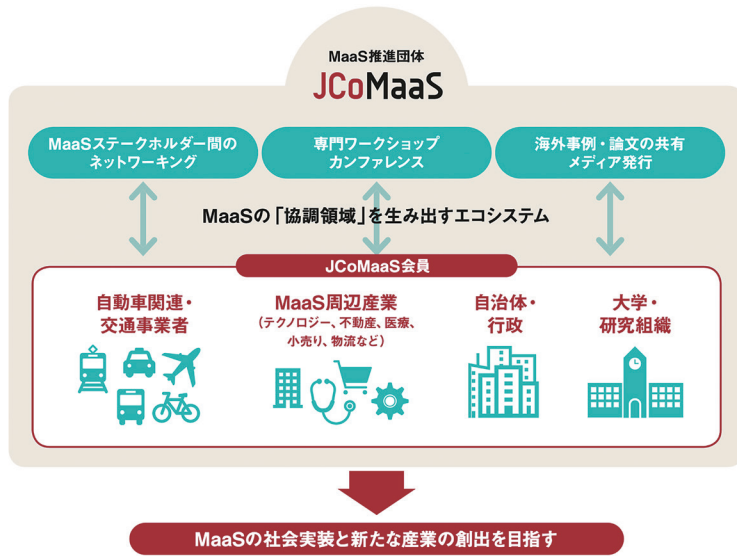 MaaS推進団体
JCoMaaS
MaaSステークホルダー間の
ネットワーキング
専門ワークショップ
カンファレンス
海外事例・論文の共有
メディア発行
MaaSの「協調領域」を生み出すエコシステム
JCoMaaS会員
自動車関連・
交通事業者
MaaS周辺産業
（テクノロジー、不動産、医療、
小売り、物流など）
自治体・
行政
大学・
研究組織
MaaSの社会実装と新たな産業の創出を目指す